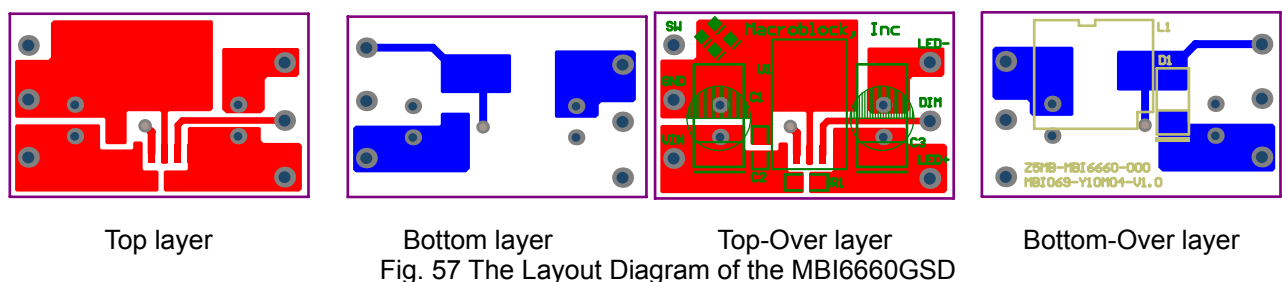 SW
Macroblock, Inc
LED-
U1
GND
C1
DIM
VIN
C3
C2
R1
LED+
L1
D1
Z5MB-MBI6660-000
MBI06S-Y10M04-V1.0
Top layer Bottom layer Top-Over layer Bottom-Over layer
Fig. 57 The Layout Diagram of the MBI6660GSD